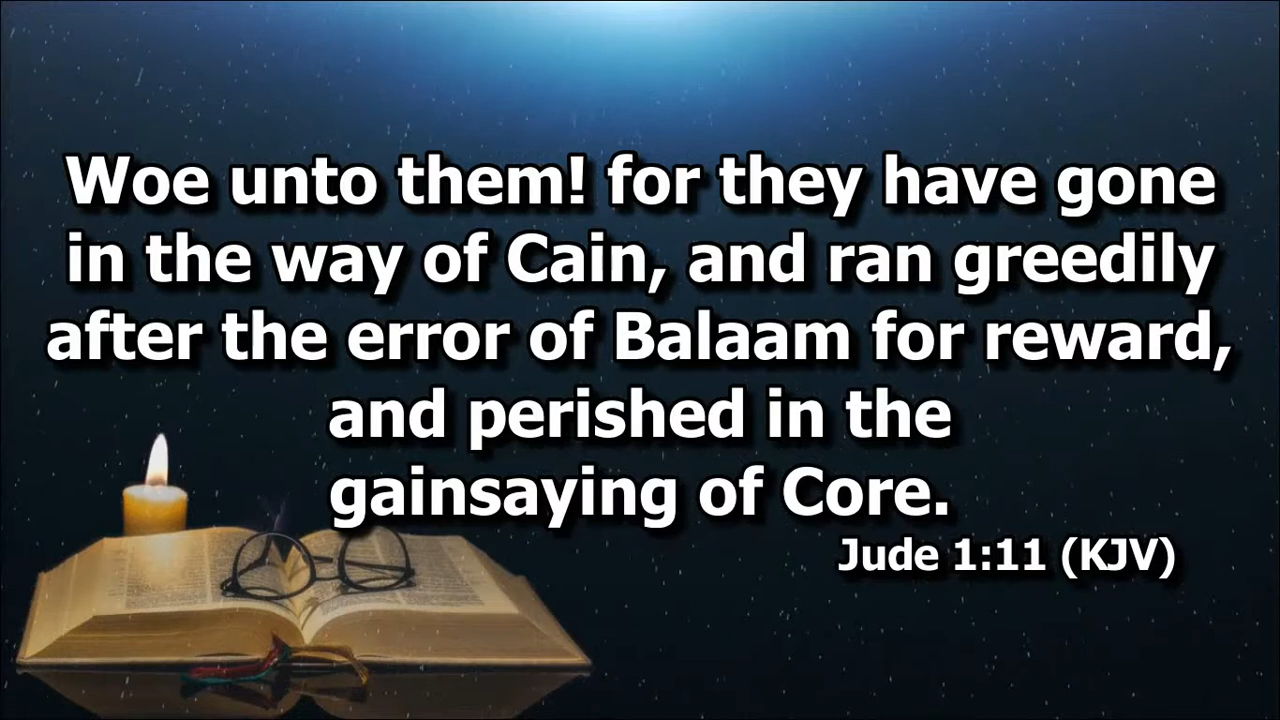 Woe unto them! for they have gone
in the way of Cain, and ran greedily
after the error of Balaam for reward,
and perished in the
gainsaying of Core.
Jude 1:11 (KJV)